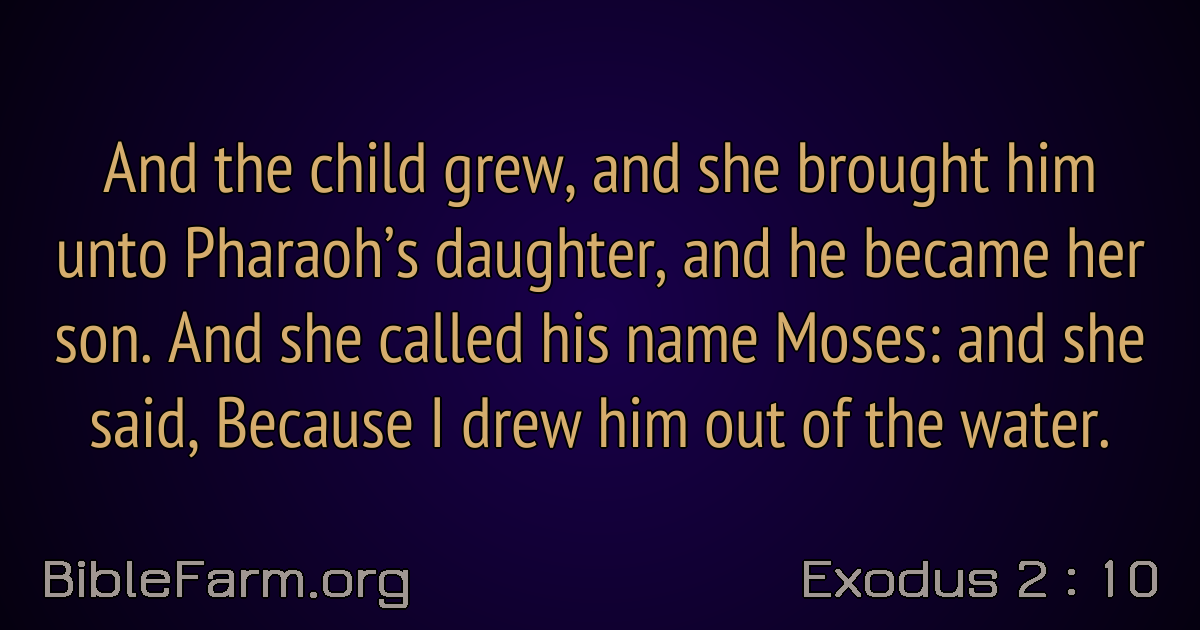 And the child grew, and she brought him
unto Pharaoh’s daughter, and he became her
son. And she called his name Moses: and she
said, Because I drew him out of the water.
BibleFarm.org
Exodus 2 : 10